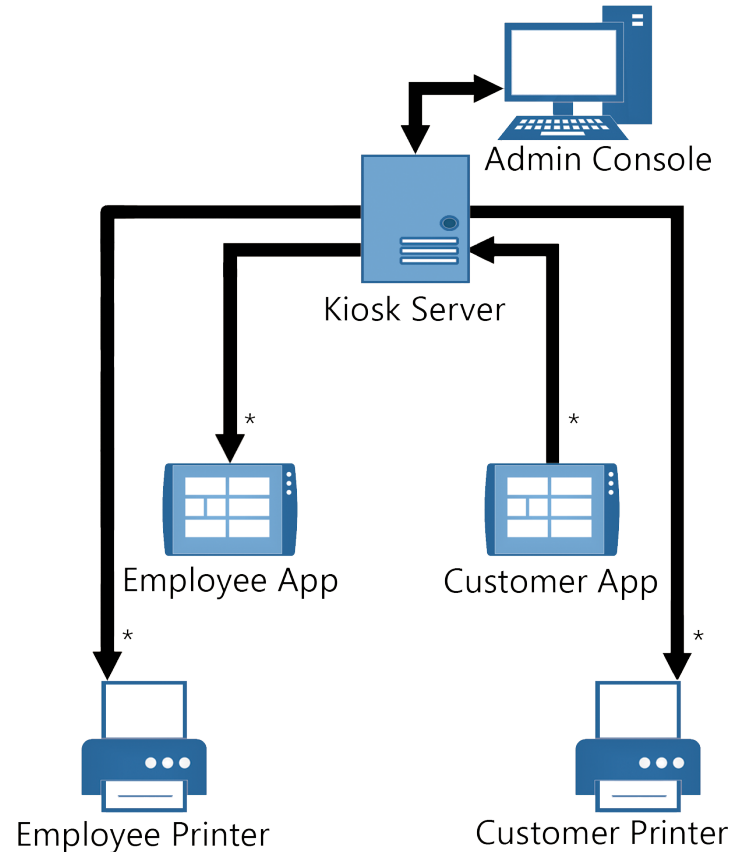 Admin Console
Kiosk Server
*
*
Employee App
Customer App
*
*
Employee Printer
Customer Printer